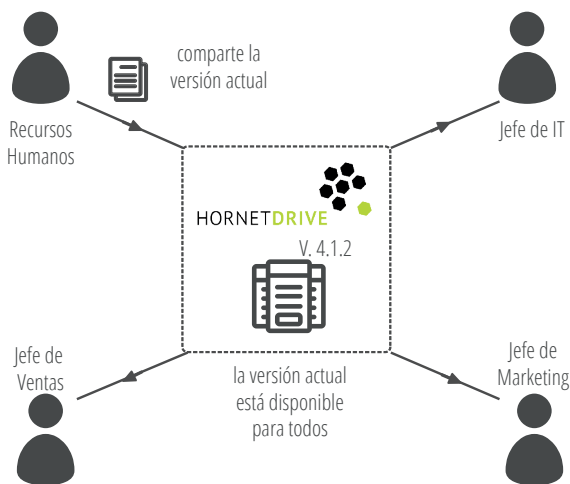 comparte la
versión actual
Recursos
Humanos
Jefe de IT
HORNETDRIVE
V. 4.1.2
Jefe de
Ventas
la versión actual
está disponible
para todos
Jefe de
Marketing